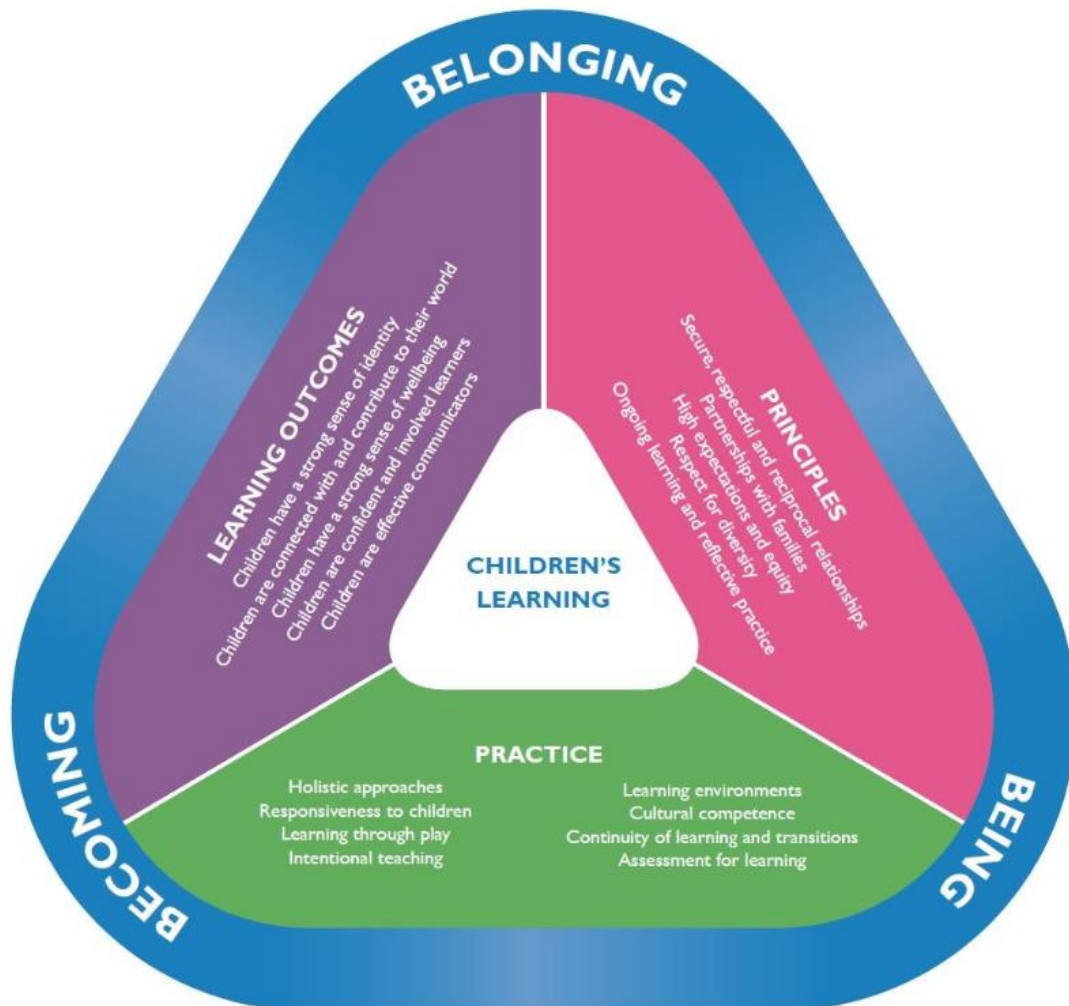 BELONGING
LEARNING OUTCOMES
Children have a strong sense of identity
Children are connected with and contribute to their world
Children have a strong sense of wellbeing
Children are confident and involved learners
Children are effective communicators
PRINCIPLES
Secure, respectful and reciprocal relationships
Partnerships with families
High expectations and equity
Respect for diversity
Ongoing learning and reflective practice
CHILDREN'S
LEARNING
PRACTICE
Holistic approaches
Responsiveness to children
Learning through play
Intentional teaching
Learning environments
Cultural competence
Continuity of learning and transitions
Assessment for learning
BECOMING
BEING